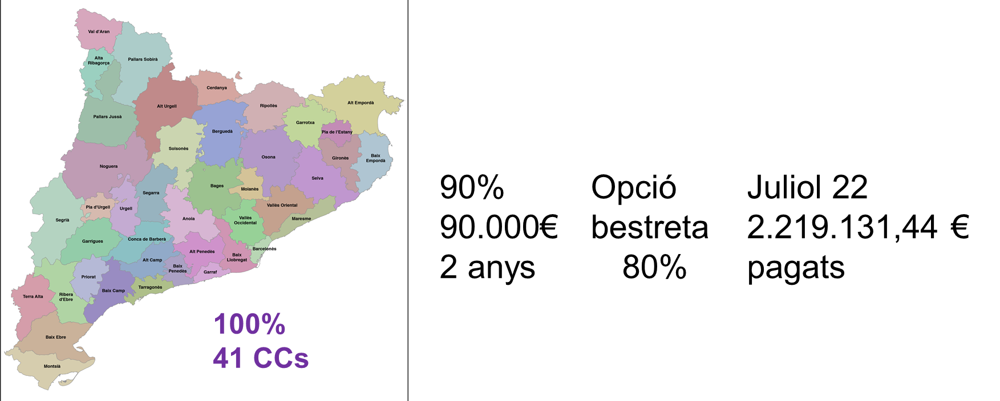 Val d'Aran
Alta
Ribagorça
Pallars Sobirà
Cerdanya
Alt Urgell
Ripollès
Alt Empordà
Pallars Jussà
Garrotxa
Berguedà
Pla de l'Estany
Solsonès
Osona
Gironès
Baix
Empordà
Noguera
Selva
Bages
Moianès
Segarra
Pla d'Urgell
Urgell
Vallès Oriental
Segrià
Anoia
Vallès
Occidental
Maresme
Garrigues
Conca de Barberà
Barcelonès
Alt Penedès
Baix
Llobregat
Alt Camp
Baix
Penedès
Garraf
Priorat
Tarragonès
Baix Camp
Terra Alta
Ribera
d'Ebre
Baix Ebre
Montsià
100%
41 CCs
90%
90.000€
2 anys
Opció
bestreta
80%
Juliol 22
2.219.131,44 €
pagats